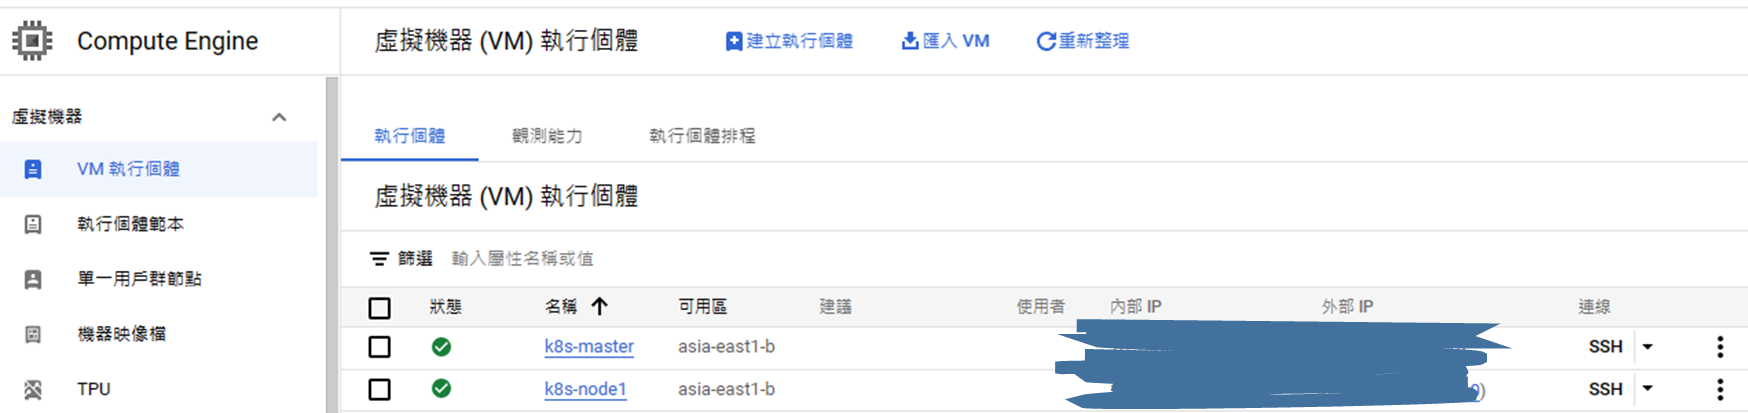 Compute Engine
虛擬機器 (VM) 執行個體
建立執行個體
匯入 VM
重新整理
虛擬機器
VM 執行個體
執行個體範本
單一用戶群節點
機器映像檔
TPU
執行個體
觀測能力
執行個體排程
虛擬機器 (VM) 執行個體
篩選 輸入屬性名稱或值
狀態 名稱 可用區 建議 使用者 內部 IP 外部 IP 連線
k8s-master asia-east1-b SSH
k8s-node1 asia-east1-b SSH